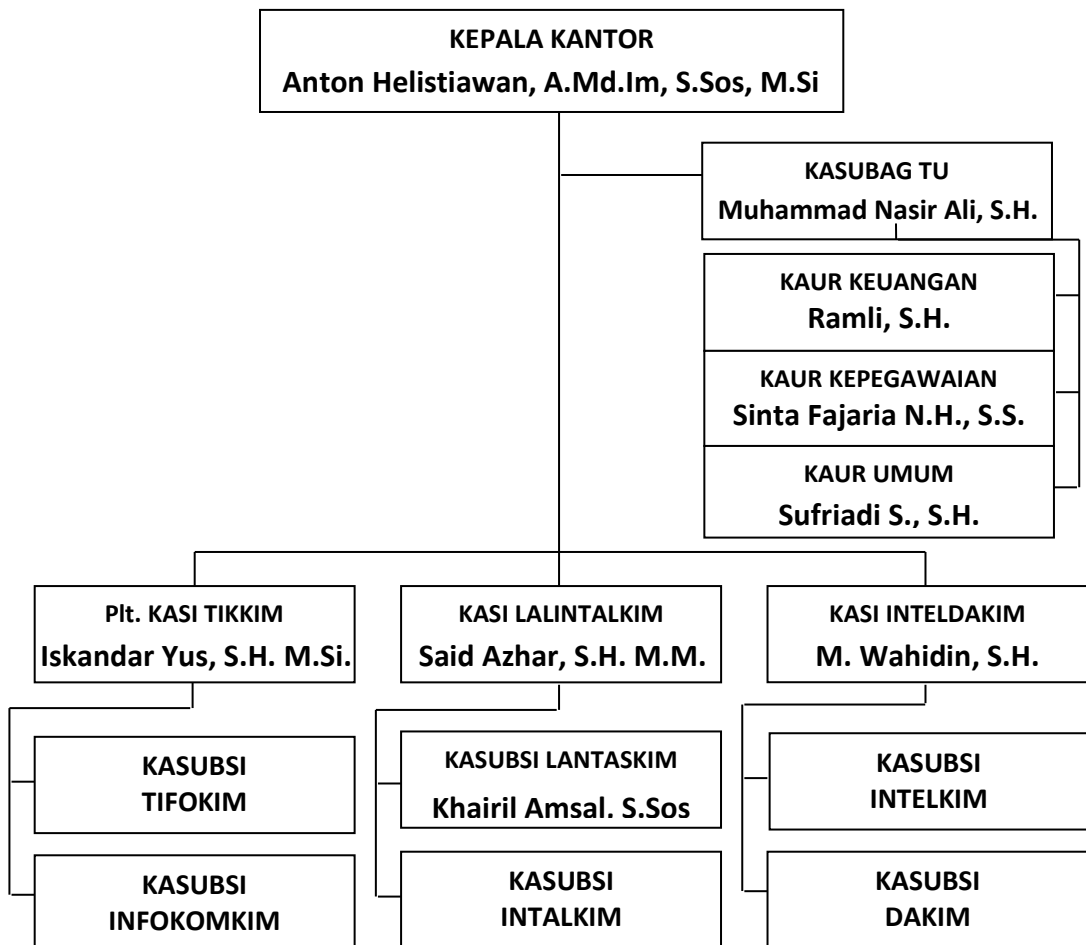 KEPALA KANTOR
Anton Helistiawan, A.Md.Im, S.Sos, M.Si
KASUBAG TU
Muhammad Nasir Ali, S.H.
KAUR KEUANGAN
Ramli, S.H.
KAUR KEPEGAWAIAN
Sinta Fajaria N.H., S.S.
KAUR UMUM
Sufriadi S., S.H.
Plt. KASI TIKKIM
Iskandar Yus, S.H. M.Si.
KASI LALINTALKIM
Said Azhar, S.H. M.M.
KASI INTELDAKIM
M. Wahidin, S.H.
KASUBSI
TIFOKIM
KASUBSI LANTASKIM
Khairil Amsal. S.Sos
KASUBSI
INTELKIM
KASUBSI
INFOKOMKIM
KASUBSI
INTALKIM
KASUBSI
DAKIM